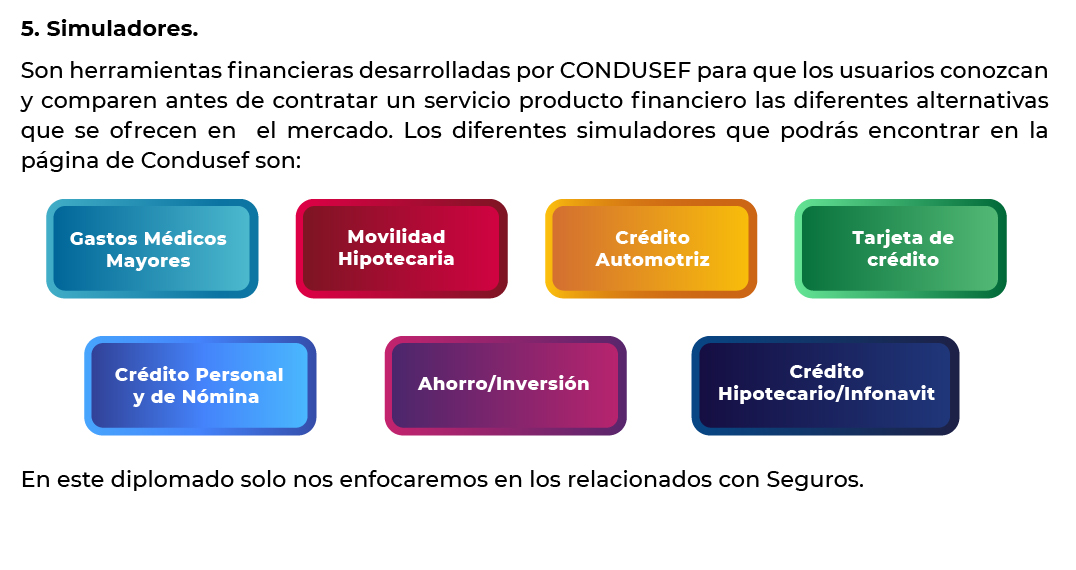 5. Simuladores.
Son herramientas financieras desarrolladas por CONDUSEF para que los usuarios conozcan
y comparen antes de contratar un servicio producto financiero las diferentes alternativas
que se ofrecen en el mercado. Los diferentes simuladores que podrás encontrar en la
página de Condusef son:
Gastos Médicos
Mayores
Movilidad
Hipotecaria
Crédito
Automotriz
Tarjeta de
crédito
Crédito Personal
y de Nómina
Ahorro/Inversión
Crédito
Hipotecario/Infonavit
En este diplomado solo nos enfocaremos en los relacionados con Seguros.